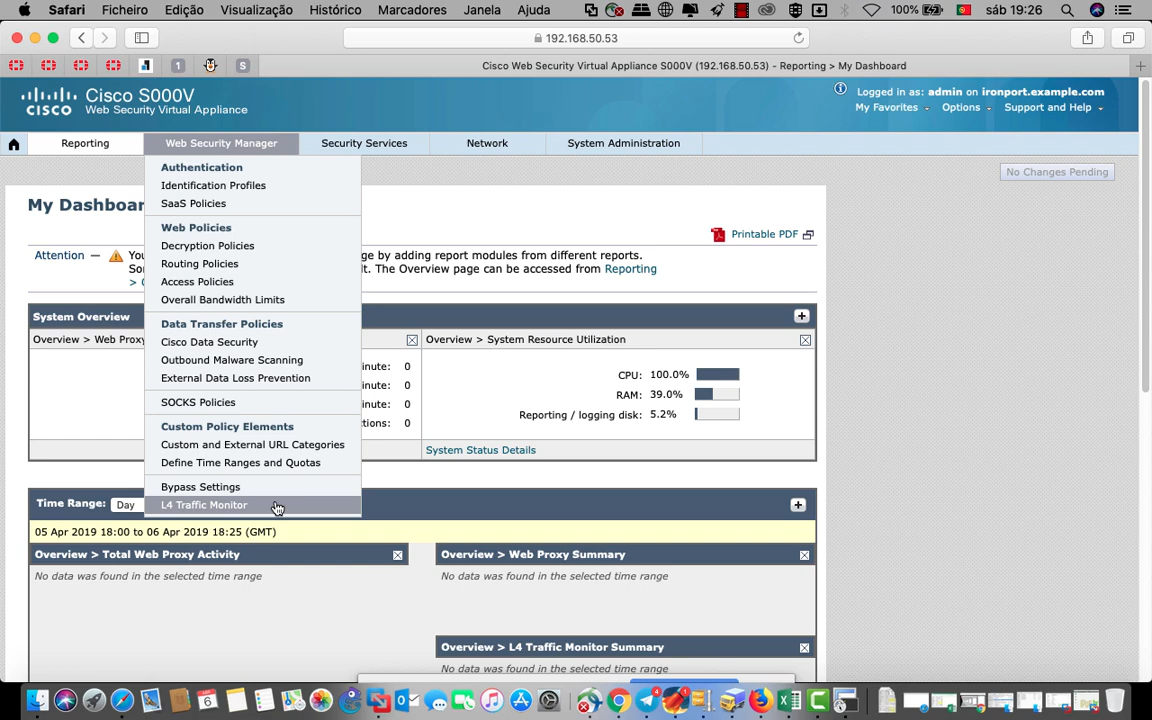 Safari Ficheiro Edição Visualização Histórico Marcadores Janela Ajuda 100% sáb 19:26
192.168.50.53
1 S Cisco Web Security Virtual Appliance S000V (192.168.50.53) - Reporting > My Dashboard
CISCO
Cisco S000V
Web Security Virtual Appliance
Logged in as: admin on ironport.example.com
My Favorites Options Support and Help
Reporting Web Security Manager Security Services Network System Administration
No Changes Pending
Authentication
Identification Profiles
SaaS Policies
Web Policies
Decryption Policies
Routing Policies
Access Policies
Overall Bandwidth Limits
Data Transfer Policies
Cisco Data Security
Outbound Malware Scanning
External Data Loss Prevention
SOCKS Policies
Custom Policy Elements
Custom and External URL Categories
Define Time Ranges and Quotas
Bypass Settings
L4 Traffic Monitor
My
Printable PDF
Attention — ge by adding report modules from different reports.
t. The Overview page can be accessed from Reporting
>
System Overview
Overview > Web Proxy
0
0
0
0
Overview > System Resource Utilization
CPU: 100.0%
RAM: 39.0%
Reporting / logging disk: 5.2%
System Status Details
Time Range: Day
05 Apr 2019 18:00 to 06 Apr 2019 18:25 (GMT)
Overview > Total Web Proxy Activity
No data was found in the selected time range
Overview > Web Proxy Summary
No data was found in the selected time range
Overview > L4 Traffic Monitor Summary
No data was found in the selected time range
6 4 1